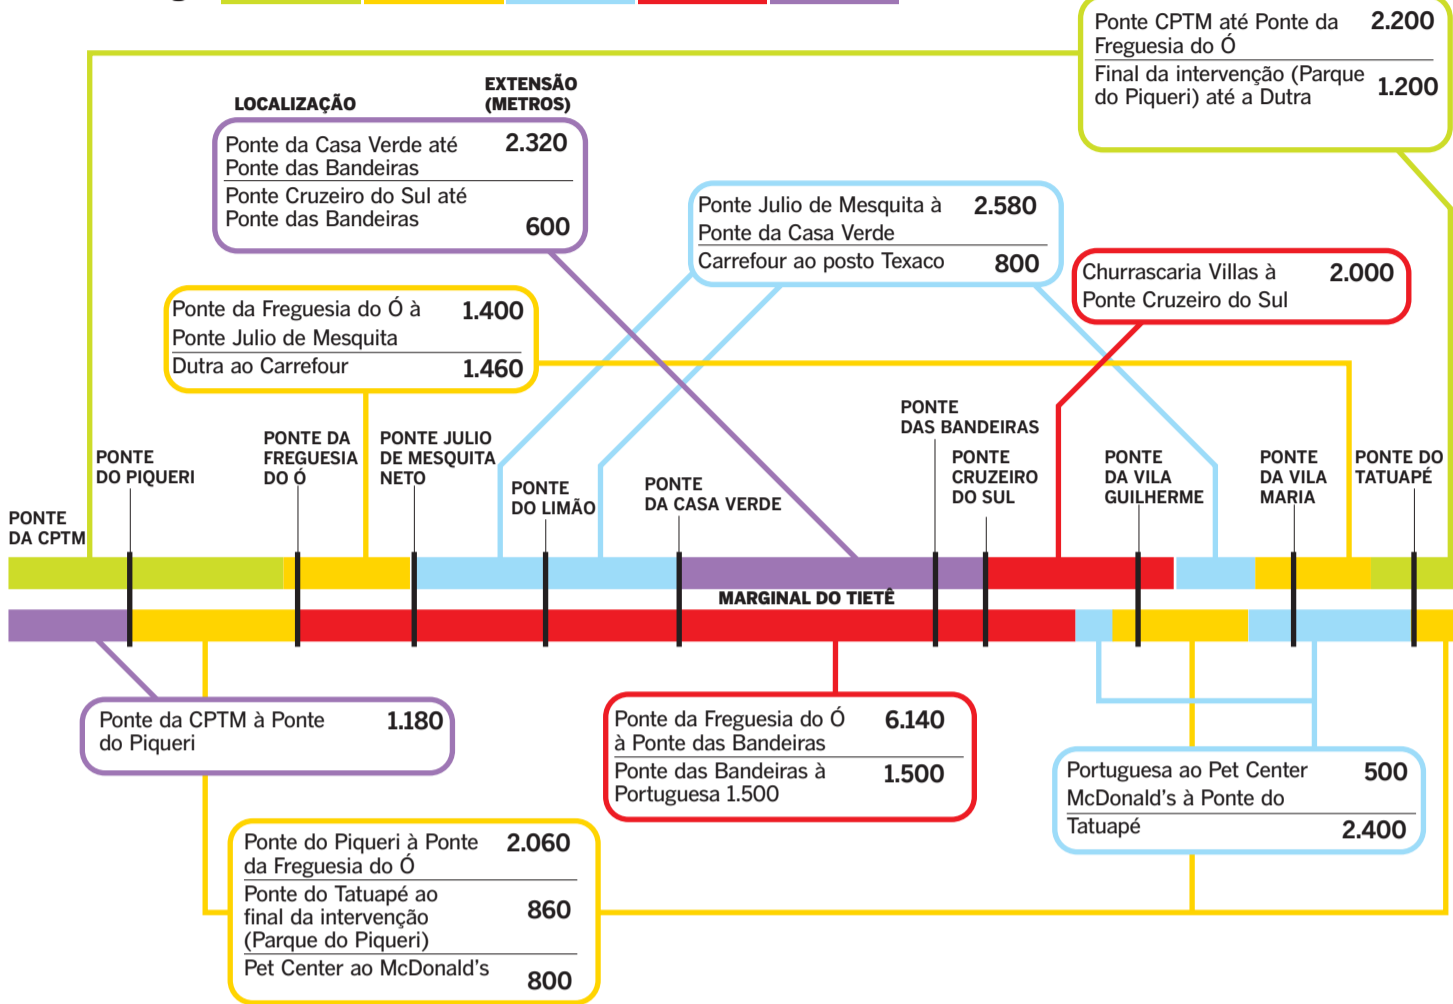 Ponte CPTM até Ponte da 2.200
Freguesia do Ó
Final da intervenção (Parque 1.200
do Piqueri) até a Dutra
LOCALIZAÇÃO
EXTENSÃO
(METROS)
Ponte da Casa Verde até 2.320
Ponte das Bandeiras
Ponte Cruzeiro do Sul até
Ponte das Bandeiras 600
Ponte Julio de Mesquita à 2.580
Ponte da Casa Verde
Carrefour ao posto Texaco 800
Churrascaria Villas à 2.000
Ponte Cruzeiro do Sul
Ponte da Freguesia do Ó à 1.400
Ponte Julio de Mesquita
Dutra ao Carrefour 1.460
PONTE
DA CPTM
PONTE
DO PIQUERI
PONTE DA
FREGUESIA
DO Ó
PONTE JULIO
DE MESQUITA
NETO
PONTE
DO LIMÃO
PONTE
DA CASA VERDE
PONTE
DAS BANDEIRAS
PONTE
CRUZEIRO
DO SUL
PONTE
DA VILA
GUILHERME
PONTE
DA VILA
MARIA
PONTE DO
TATUAPÉ
MARGINAL DO TIETÊ
Ponte da CPTM à Ponte 1.180
do Piqueri
Ponte da Freguesia do Ó 6.140
à Ponte das Bandeiras
Ponte das Bandeiras à 1.500
Portuguesa 1.500
Portuguesa ao Pet Center 500
McDonald's à Ponte do
Tatuapé 2.400
Ponte do Piqueri à Ponte 2.060
da Freguesia do Ó
Ponte do Tatuapé ao
final da intervenção 860
(Parque do Piqueri)
Pet Center ao McDonald's 800